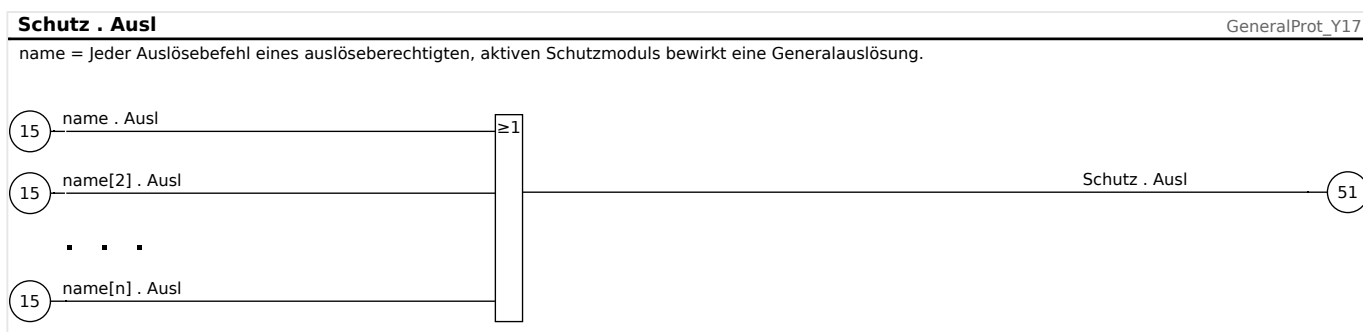 Schutz . Ausl
GeneralProt_Y17
name = Jeder Auslösebefehl eines auslöseberechtigten, aktiven Schutzmoduls bewirkt eine Generalauslösung.
15
name . Ausl
≥1
15
name[2] . Ausl
Schutz . Ausl
51
. . .
15
name[n] . Ausl